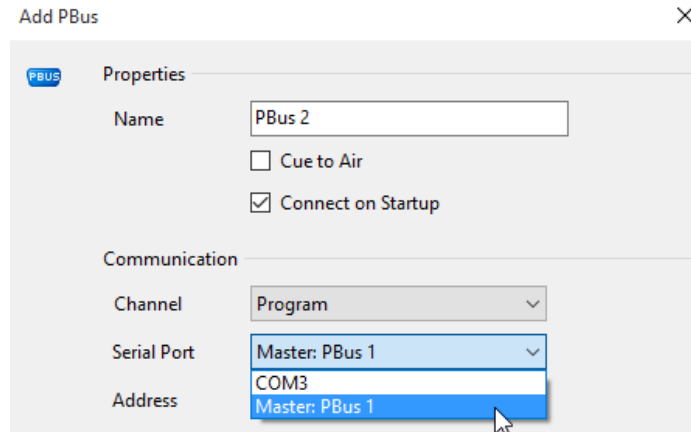 Add PBus
PBUS
Properties
Name PBus 2
Cue to Air
Connect on Startup
Communication
Channel Program
Serial Port Master: PBus 1
COM3
Address
Master: PBus 1